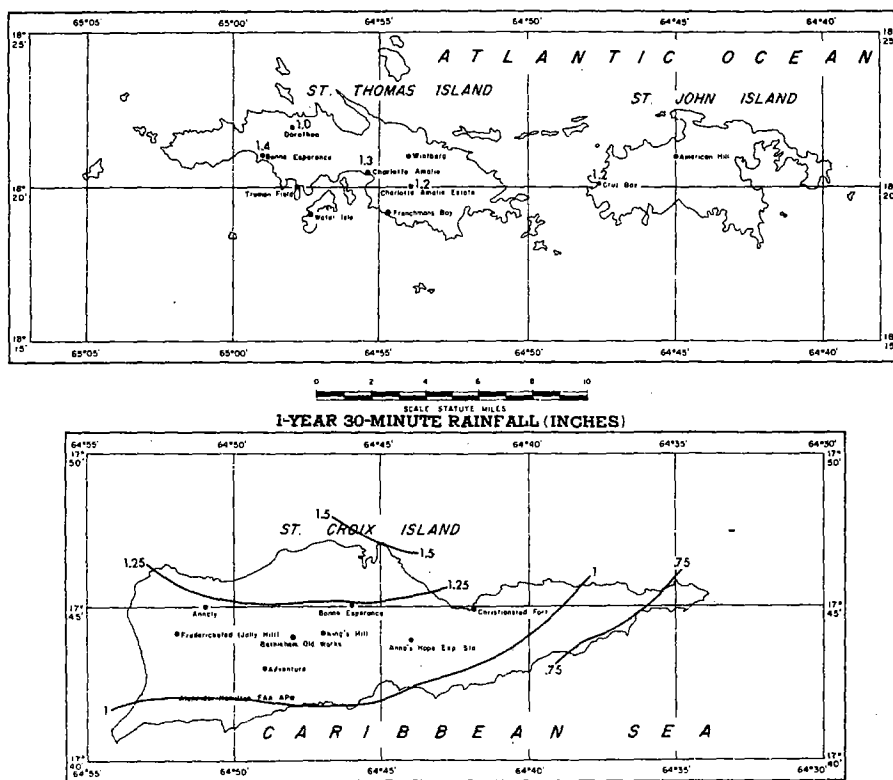 65°05' 65°00' 64°55' 64°50' 64°45' 64°40'
18° 25' 18° 25'
ATLANTIC OCEAN
ST. THOMAS ISLAND
ST. JOHN ISLAND
1.0
Dorothea
1.4
Bonne Esperance
1.3
Charlotte Amalie
Wintberg
1.2
Cruz Bay
American Hill
18° 20' 18° 20'
Truman Field
1.2
Charlotte Amalie Estate
Water Isle
Frenchmans Bay
18° 15' 18° 15'
65°05' 65°00' 64°55' 64°50' 64°45' 64°40'
0 2 4 6 8 10
SCALE STATUTE MILES
1-YEAR 30-MINUTE RAINFALL (INCHES)
64°55' 64°50' 64°45' 64°40' 64°35' 64°30'
17° 50' 17° 50'
1.5
ST. CROIX ISLAND
1.5
1.25
1.25
1
.75
17° 45' 17° 45'
Annaly
Bonne Esperance
Christiansted Fort
Fredericksted (Jolly Hill)
Bethlehem Old Works
King's Hill
Anna's Hope Exp Sta
Adventure
.75
Alexander Hamilton FAA AP
1
CARIBBEAN SEA
17° 40' 17° 40'
64°55' 64°50' 64°45' 64°40' 64°35' 64°30'